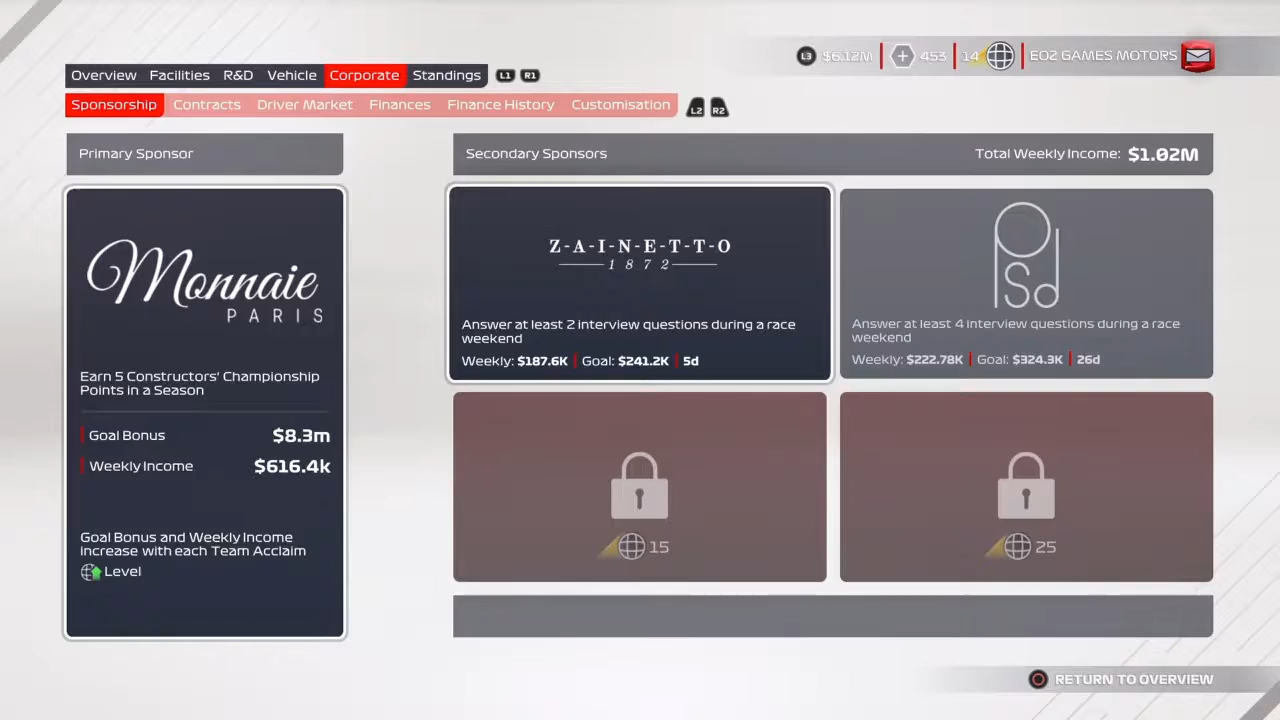 L3 $6.12M 453 14 EO2 GAMES MOTORS
Overview Facilities R&D Vehicle Corporate Standings L1 R1
Sponsorship Contracts Driver Market Finances Finance History Customisation L2 R2
Primary Sponsor
Secondary Sponsors
Total Weekly Income: $1.02M
Monnaie
PARIS
Earn 5 Constructors' Championship
Points in a Season
Goal Bonus $8.3m
Weekly Income $616.4k
Goal Bonus and Weekly Income
increase with each Team Acclaim
Level
Z-A-I-N-E-T-T-O
1872
Answer at least 2 interview questions during a race
weekend
Weekly: $187.6K Goal: $241.2K 5d
PSd
Answer at least 4 interview questions during a race
weekend
Weekly: $222.78K Goal: $324.3K 26d
15
25
RETURN TO OVERVIEW